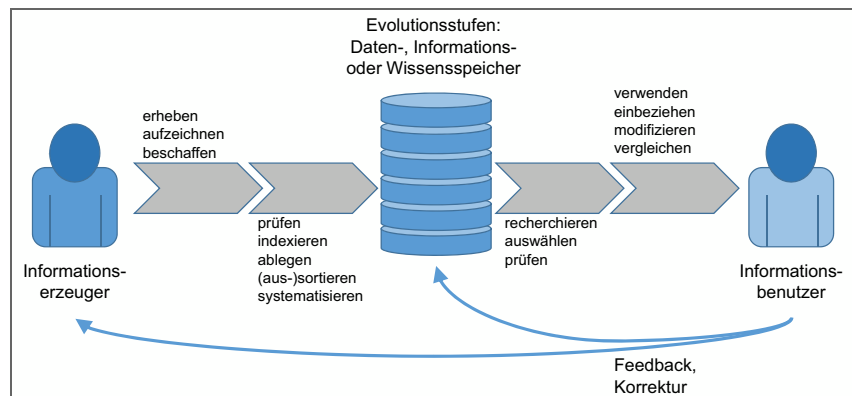 Evolutionsstufen:
Daten-, Informations-
oder Wissensspeicher
erheben
aufzeichnen
beschaffen
verwenden
einbeziehen
modifizieren
vergleichen
prüfen
indexieren
ablegen
(aus-)sortieren
systematisieren
recherchieren
auswählen
prüfen
Informations-
erzeuger
Informations-
benutzer
Feedback,
Korrektur